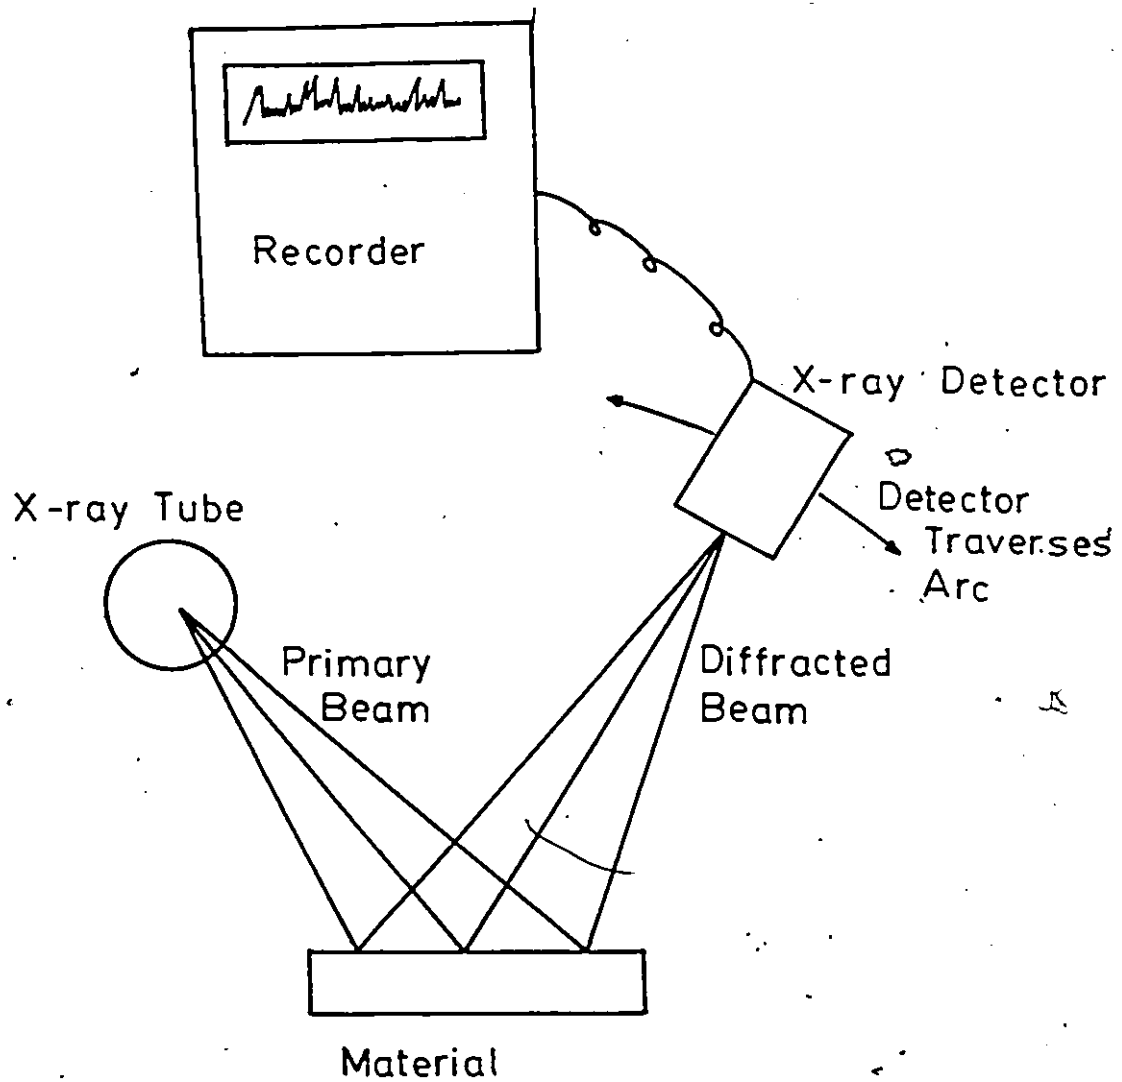 Recorder
X-ray Detector
Detector
Traverses
Arc
X-ray Tube
Primary
Beam
Diffracted
Beam
Material